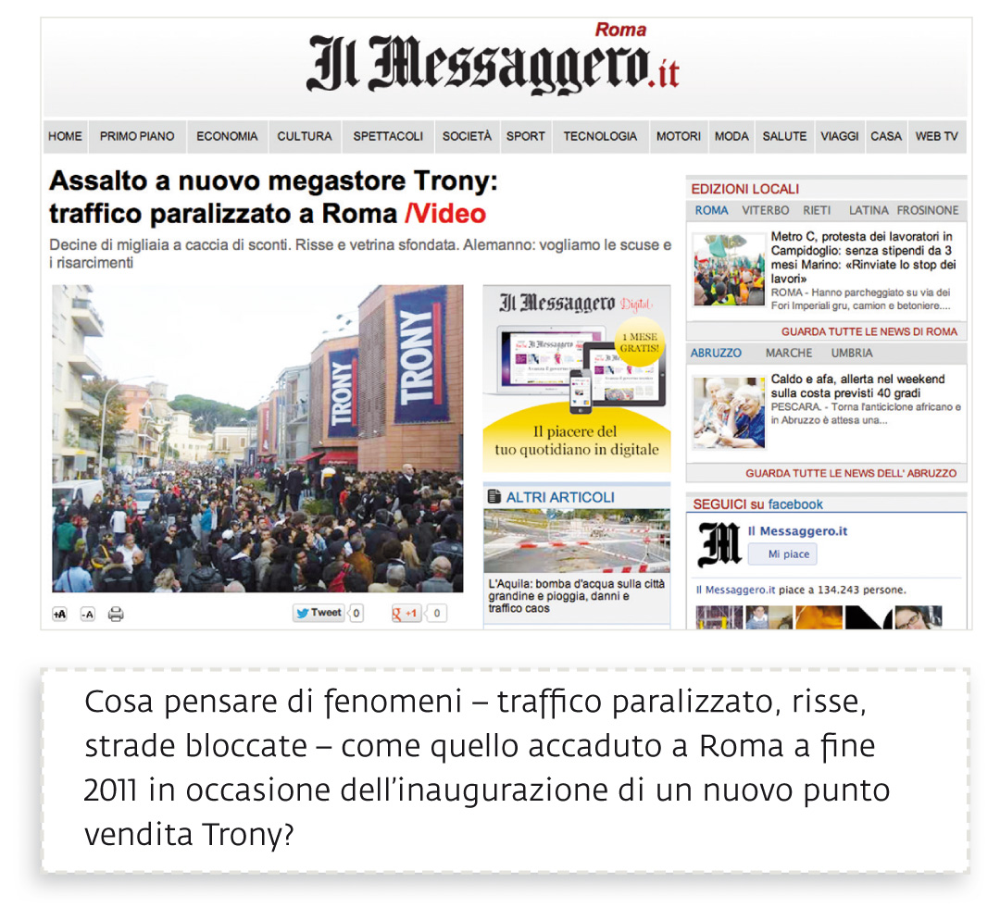 Roma
Il Messaggero.it
HOME PRIMO PIANO ECONOMIA CULTURA SPETTACOLI SOCIETÀ SPORT TECNOLOGIA MOTORI MODA SALUTE VIAGGI CASA WEB TV
Assalto a nuovo megastore Trony:
traffico paralizzato a Roma /Video
Decine di migliaia a caccia di sconti. Risse e vetrina sfondata. Alemanno: vogliamo le scuse e
i risarcimenti
TRONY
TRONY
+A -A
Tweet 0
+1 0
Il Messaggero Digital
1 MESE
GRATIS!
Il Messaggero
Il Messaggero
Il piacere del
tuo quotidiano in digitale
ALTRI ARTICOLI
L'Aquila: bomba d'acqua sulla città
grandine e pioggia, danni e
traffico caos
EDIZIONI LOCALI
ROMA VITERBO RIETI LATINA FROSINONE
Metro C, protesta dei lavoratori in
Campidoglio: senza stipendi da 3
mesi Marino: «Rinviate lo stop dei
lavori»
ROMA - Hanno parcheggiato su via dei
Fori Imperiali gru, camion e betoniere....
GUARDA TUTTE LE NEWS DI ROMA
ABRUZZO MARCHE UMBRIA
Caldo e afa, allerta nel weekend
sulla costa previsti 40 gradi
PESCARA. - Torna l'anticiclone africano e
in Abruzzo è attesa una...
GUARDA TUTTE LE NEWS DELL' ABRUZZO
SEGUICI su facebook
M
Il Messaggero.it
Mi piace
Il Messaggero.it piace a 134.243 persone.
Cosa pensare di fenomeni – traffico paralizzato, risse,
strade bloccate – come quello accaduto a Roma a fine
2011 in occasione dell'inaugurazione di un nuovo punto
vendita Trony?